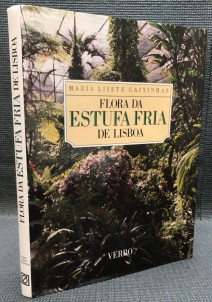 MARIA LISETE CAIXINHAS
FLORA DA
ESTUFA FRIA
DE LISBOA
VERBO
FLORA DA ESTUFA FRIA DE LISBOA